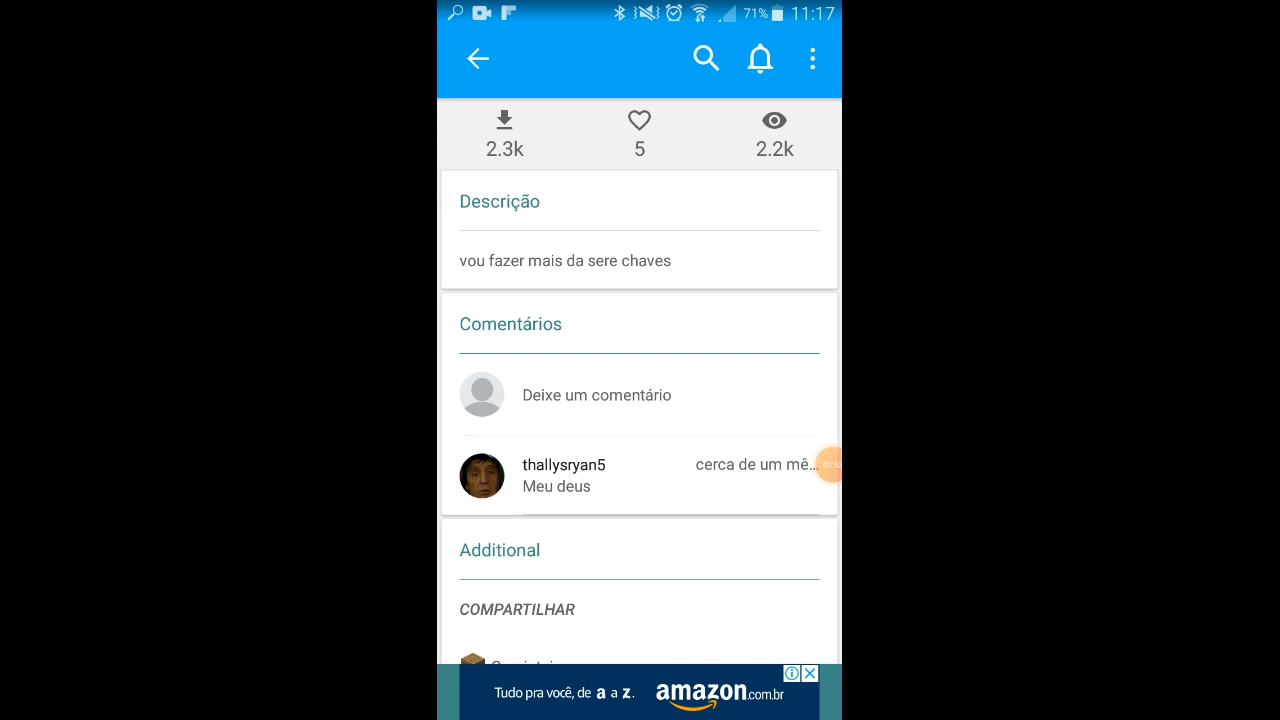 71% 11:17
2.3k 5 2.2k
Descrição
vou fazer mais da sere chaves
Comentários
Deixe um comentário
thallysryan5 cerca de um mê...
Meu deus
Additional
COMPARTILHAR
Tudo pra você, de a a z. amazon.com.br